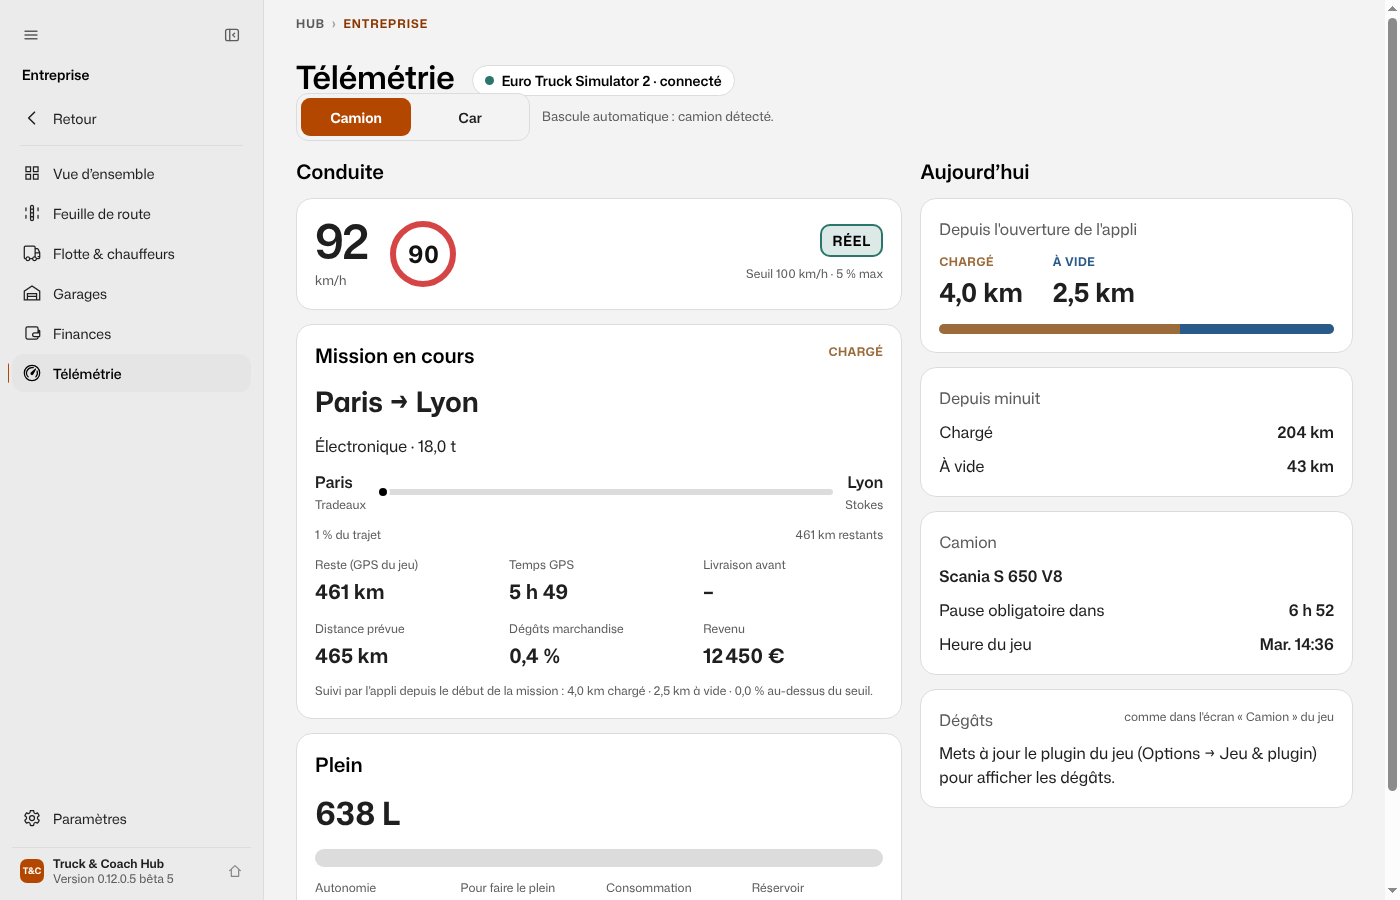 Entreprise
Retour
Vue d'ensemble
Feuille de route
Flotte & chauffeurs
Garages
Finances
Télémétrie
Paramètres
T&C
Truck & Coach Hub
Version 0.12.0.5 bêta 5
HUB › ENTREPRISE
Télémétrie
Euro Truck Simulator 2 · connecté
Camion
Car
Bascule automatique : camion détecté.
Conduite
92
km/h
90
RÉEL
Seuil 100 km/h · 5 % max
Mission en cours
CHARGÉ
Paris → Lyon
Électronique · 18,0 t
Paris
Lyon
Tradeaux
Stokes
1 % du trajet
461 km restants
Reste (GPS du jeu)
Temps GPS
Livraison avant
461 km
5 h 49
–
Distance prévue
Dégâts marchandise
Revenu
465 km
0,4 %
12 450 €
Suivi par l'appli depuis le début de la mission : 4,0 km chargé · 2,5 km à vide · 0,0 % au-dessus du seuil.
Plein
638 L
Autonomie
Pour faire le plein
Consommation
Réservoir
Aujourd'hui
Depuis l'ouverture de l'appli
CHARGÉ
À VIDE
4,0 km
2,5 km
Depuis minuit
Chargé
204 km
À vide
43 km
Camion
Scania S 650 V8
Pause obligatoire dans
6 h 52
Heure du jeu
Mar. 14:36
Dégâts
comme dans l'écran « Camion » du jeu
Mets à jour le plugin du jeu (Options → Jeu & plugin)
pour afficher les dégâts.